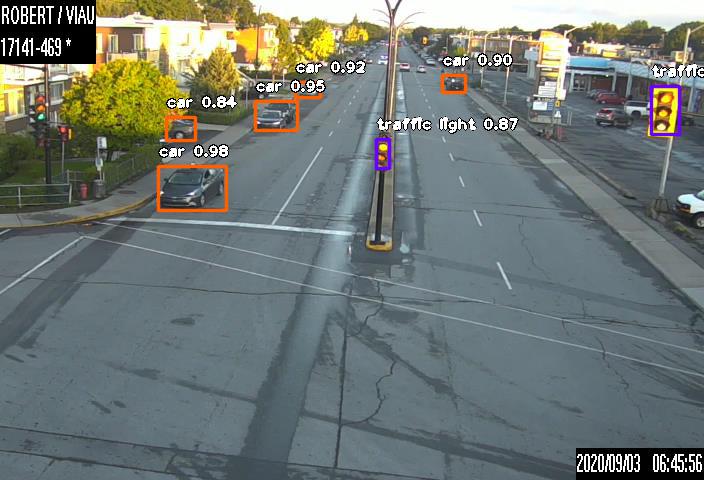 ROBERT / VIAU
17141-469 *
car 0.92
car 0.90
car 0.95
traffic
car 0.84
traffic light 0.87
car 0.98
2020/09/03 06:45:56